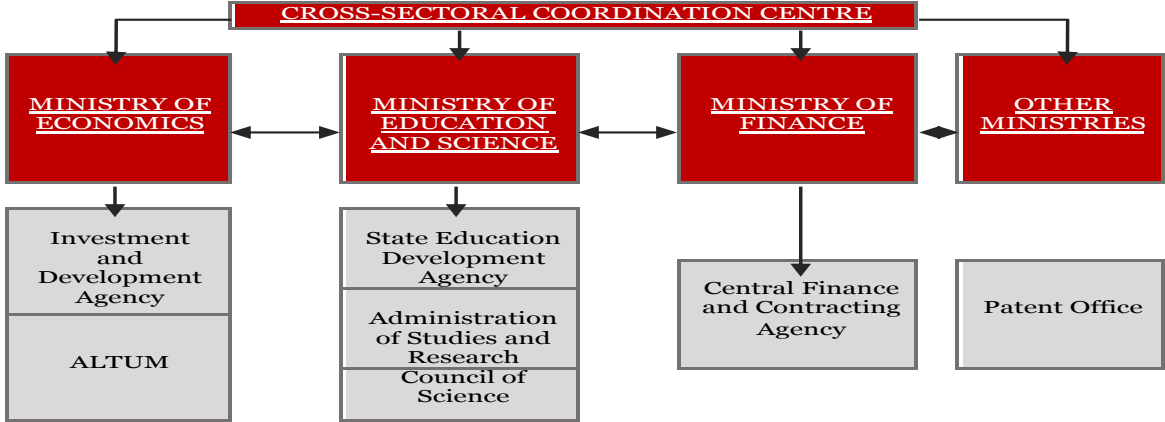 CROSS-SECTORAL COORDINATION CENTRE
MINISTRY OF
ECONOMICS
MINISTRY OF
EDUCATION
AND SCIENCE
MINISTRY OF
FINANCE
OTHER
MINISTRIES
Investment
and
Development
Agency
ALTUM
State Education
Development
Agency
Administration
of Studies and
Research
Council of
Science
Central Finance
and Contracting
Agency
Patent Office